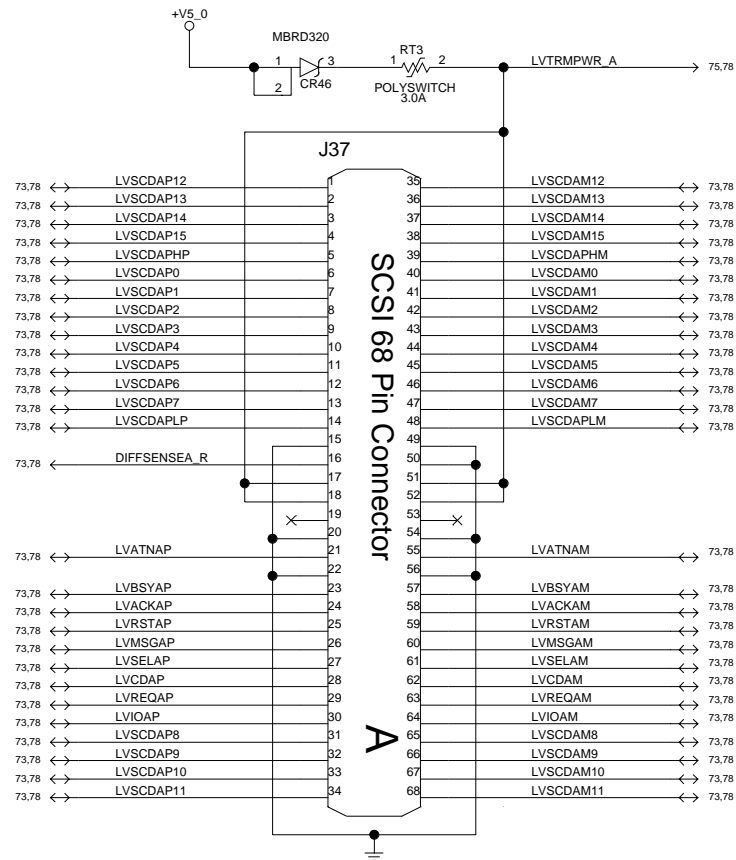 +V5_0
MBRD320
1 3
2
CR46
RT3
1 2
POLYSWITCH
3.0A
LVTRMPWR_A 75,78
J37
73,78 LVSCDAP12 1 35 LVSCDAM12 73,78
73,78 LVSCDAP13 2 36 LVSCDAM13 73,78
73,78 LVSCDAP14 3 37 LVSCDAM14 73,78
73,78 LVSCDAP15 4 38 LVSCDAM15 73,78
73,78 LVSCDAPHP 5 39 LVSCDAPHM 73,78
73,78 LVSCDAP0 6 40 LVSCDAM0 73,78
73,78 LVSCDAP1 7 41 LVSCDAM1 73,78
73,78 LVSCDAP2 8 42 LVSCDAM2 73,78
73,78 LVSCDAP3 9 43 LVSCDAM3 73,78
73,78 LVSCDAP4 10 44 LVSCDAM4 73,78
73,78 LVSCDAP5 11 45 LVSCDAM5 73,78
73,78 LVSCDAP6 12 46 LVSCDAM6 73,78
73,78 LVSCDAP7 13 47 LVSCDAM7 73,78
73,78 LVSCDAPLP 14 48 LVSCDAPLM 73,78
15 49
73,78 DIFFSENSEA_R 16 50
17 51
18 52
19 53
20 54
73,78 LVATNAP 21 55 LVATNAM 73,78
22 56
73,78 LVBSYAP 23 57 LVBSYAM 73,78
73,78 LVACKAP 24 58 LVACKAM 73,78
73,78 LVRSTAP 25 59 LVRSTAM 73,78
73,78 LVMSGAP 26 60 LVMSGAM 73,78
73,78 LVSELAP 27 61 LVSELAM 73,78
73,78 LVCDAP 28 62 LVCDAM 73,78
73,78 LVREQAP 29 63 LVREQAM 73,78
73,78 LVIOAP 30 64 LVIOAM 73,78
73,78 LVSCDAP8 31 65 LVSCDAM8 73,78
73,78 LVSCDAP9 32 66 LVSCDAM9 73,78
73,78 LVSCDAP10 33 67 LVSCDAM10 73,78
73,78 LVSCDAP11 34 68 LVSCDAM11 73,78
SCSI 68 Pin Connector
A